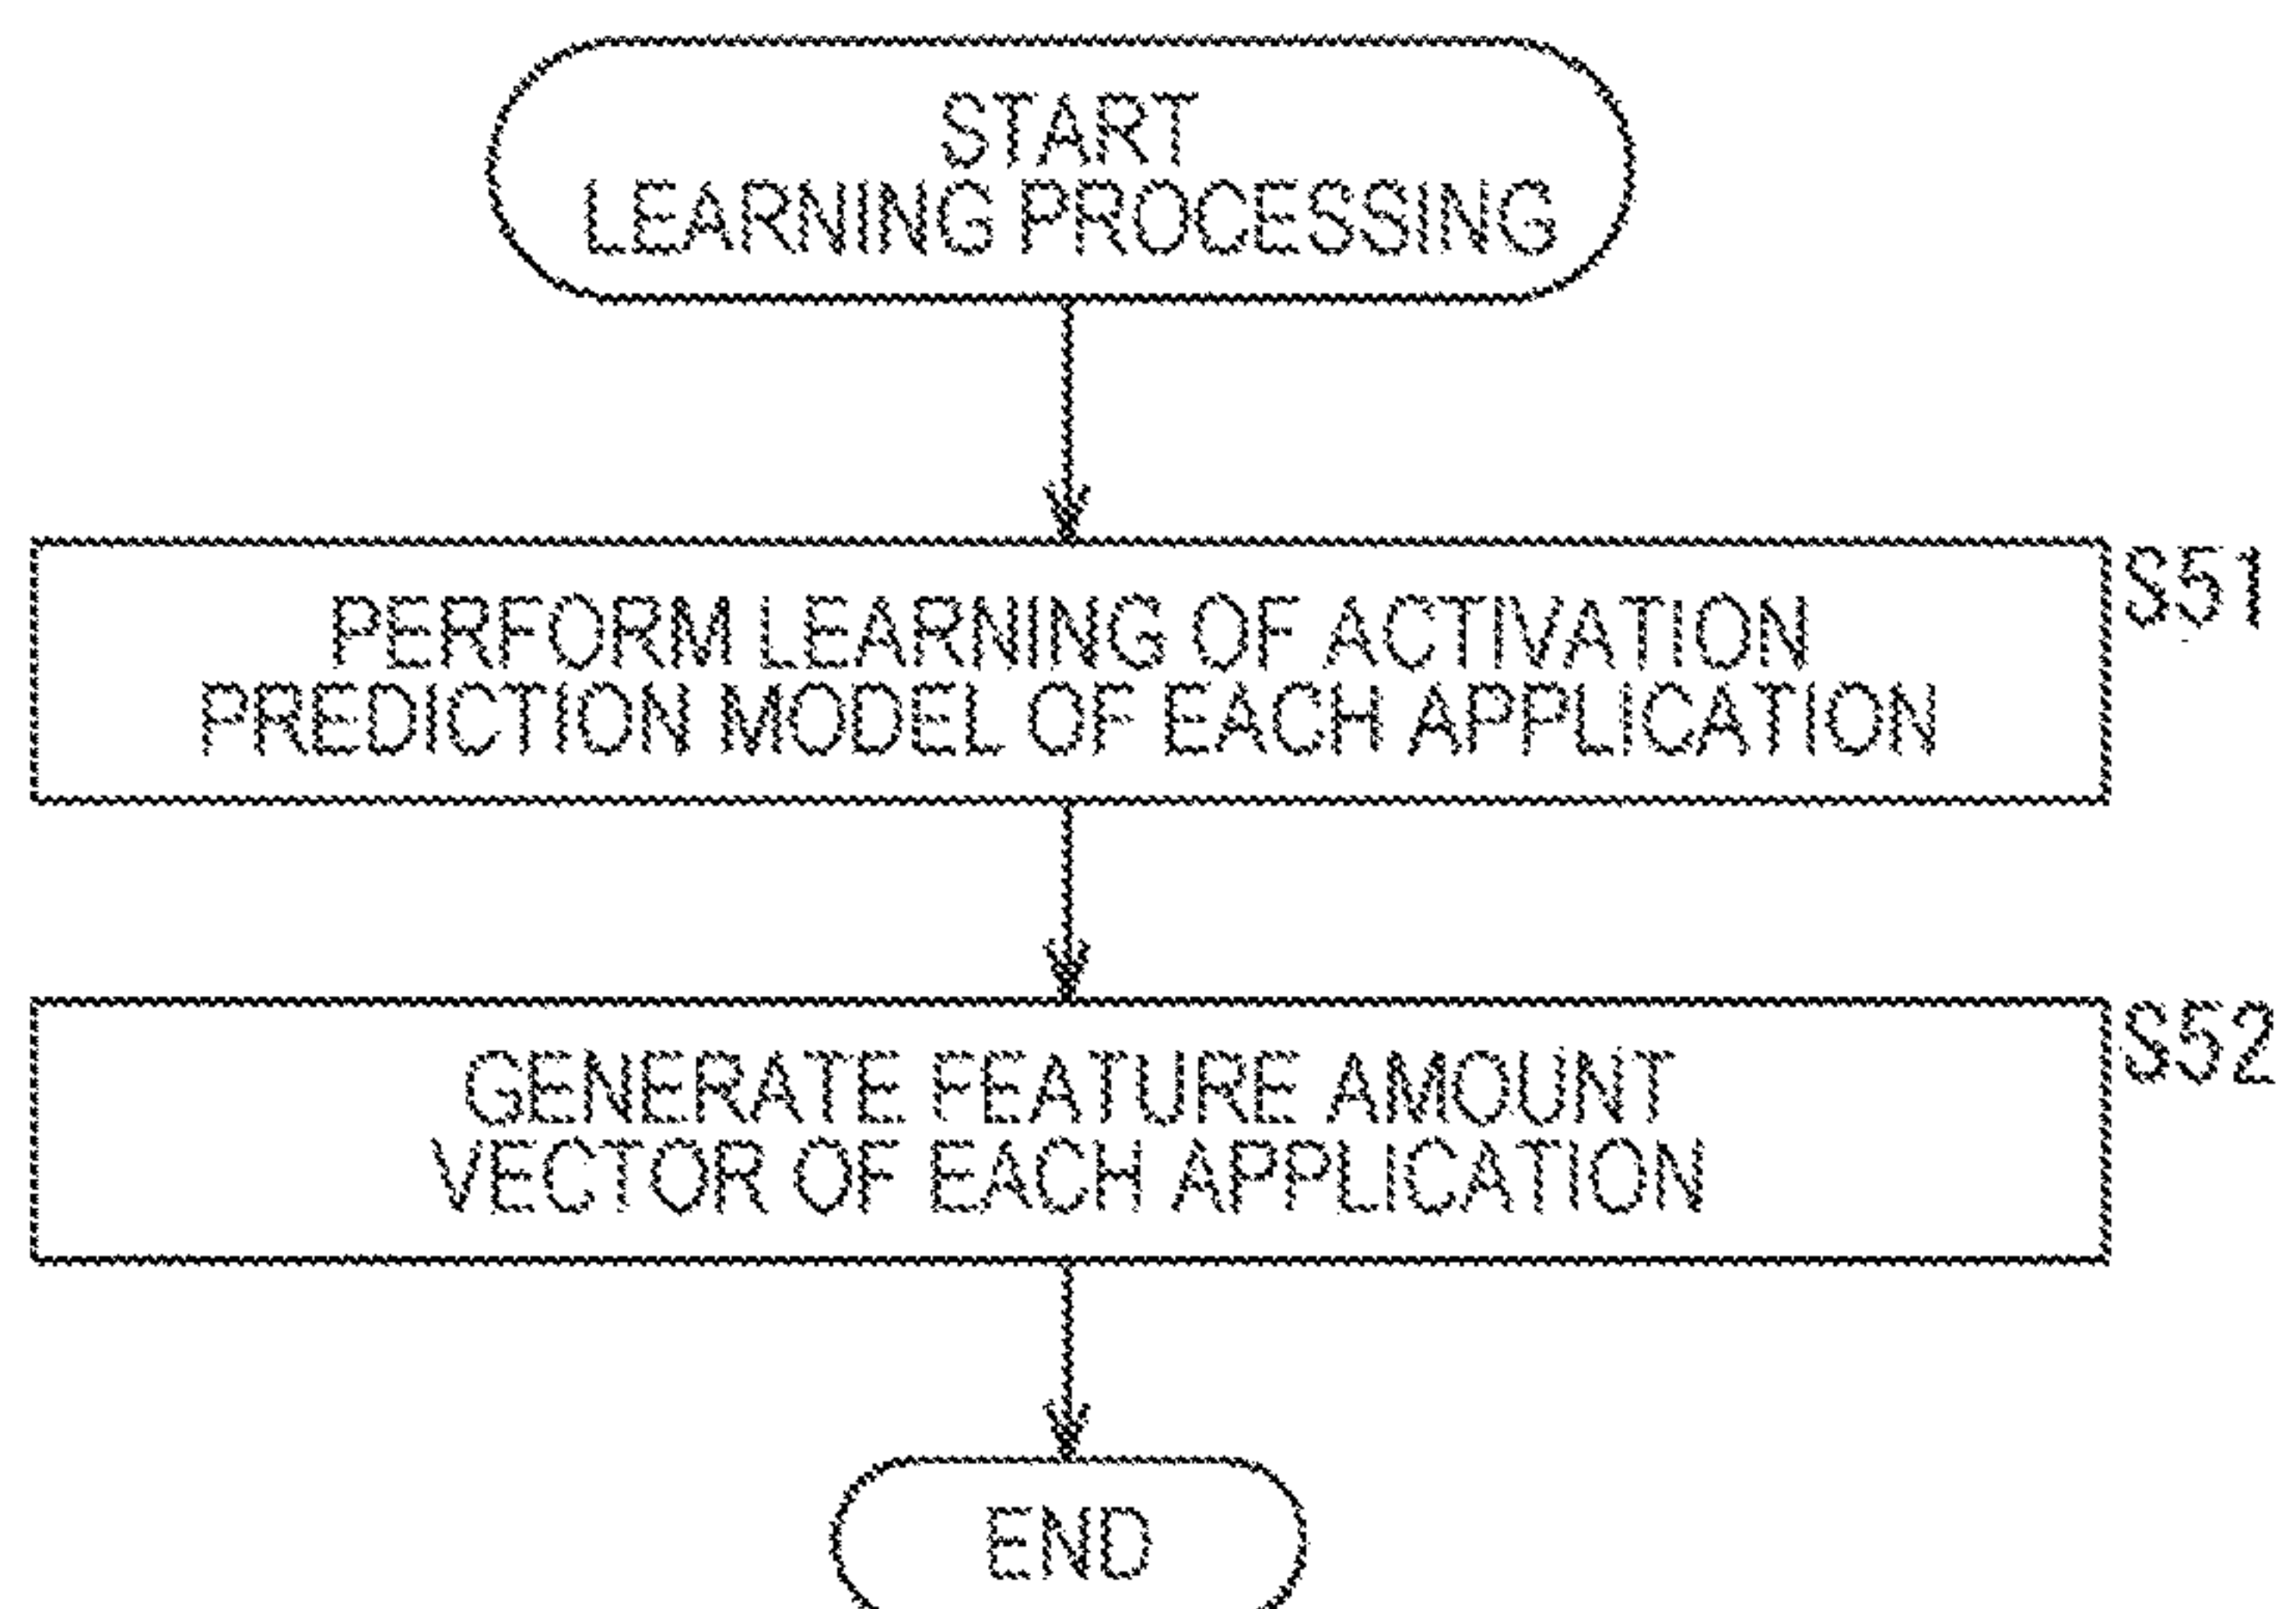 START
LEARNING PROCESSING
PERFORM LEARNING OF ACTIVATION
PREDICTION MODEL OF EACH APPLICATION
S51
GENERATE FEATURE AMOUNT
VECTOR OF EACH APPLICATION
S52
END